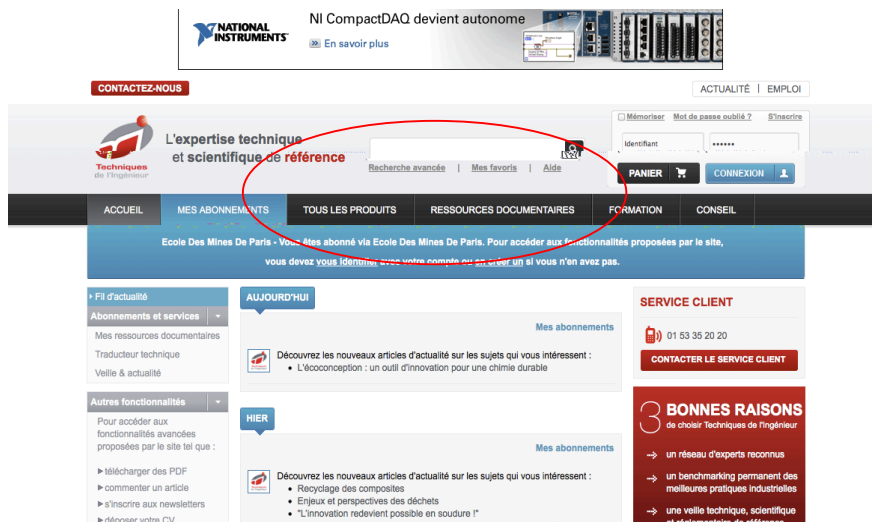 NATIONAL INSTRUMENTS
NI CompactDAQ devient autonome
En savoir plus
CONTACTEZ-NOUS
ACTUALITÉ | EMPLOI
Mémoriser Mot de passe oublié ? S'inscrire
L'expertise technique
et scientifique de référence
Identifiant
••••••
Techniques
de l'Ingénieur
Recherche avancée | Mes favoris | Aide
PANIER
CONNEXION
ACCUEIL MES ABONNEMENTS TOUS LES PRODUITS RESSOURCES DOCUMENTAIRES FORMATION CONSEIL
Ecole Des Mines De Paris - Vous êtes abonné via Ecole Des Mines De Paris. Pour accéder aux fonctionnalités proposées par le site,
vous devez vous identifier avec votre compte ou en créer un si vous n'en avez pas.
Fil d'actualité
Abonnements et services
Mes ressources documentaires
Traducteur technique
Veille & actualité
Autres fonctionnalités
Pour accéder aux
fonctionnalités avancées
proposées par le site tel que :
télécharger des PDF
commenter un article
s'inscrire aux newsletters
déposer votre CV
AUJOURD'HUI
Mes abonnements
Découvrez les nouveaux articles d'actualité sur les sujets qui vous intéressent :
• L'écoconception : un outil d'innovation pour une chimie durable
HIER
Mes abonnements
Découvrez les nouveaux articles d'actualité sur les sujets qui vous intéressent :
• Recyclage des composites
• Enjeux et perspectives des déchets
• "L'innovation redevient possible en soudure !"
SERVICE CLIENT
01 53 35 20 20
CONTACTER LE SERVICE CLIENT
3 BONNES RAISONS
de choisir Techniques de l'Ingénieur
un réseau d'experts reconnus
un benchmarking permanent des
meilleures pratiques industrielles
une veille technique, scientifique
et réglementaire de référence